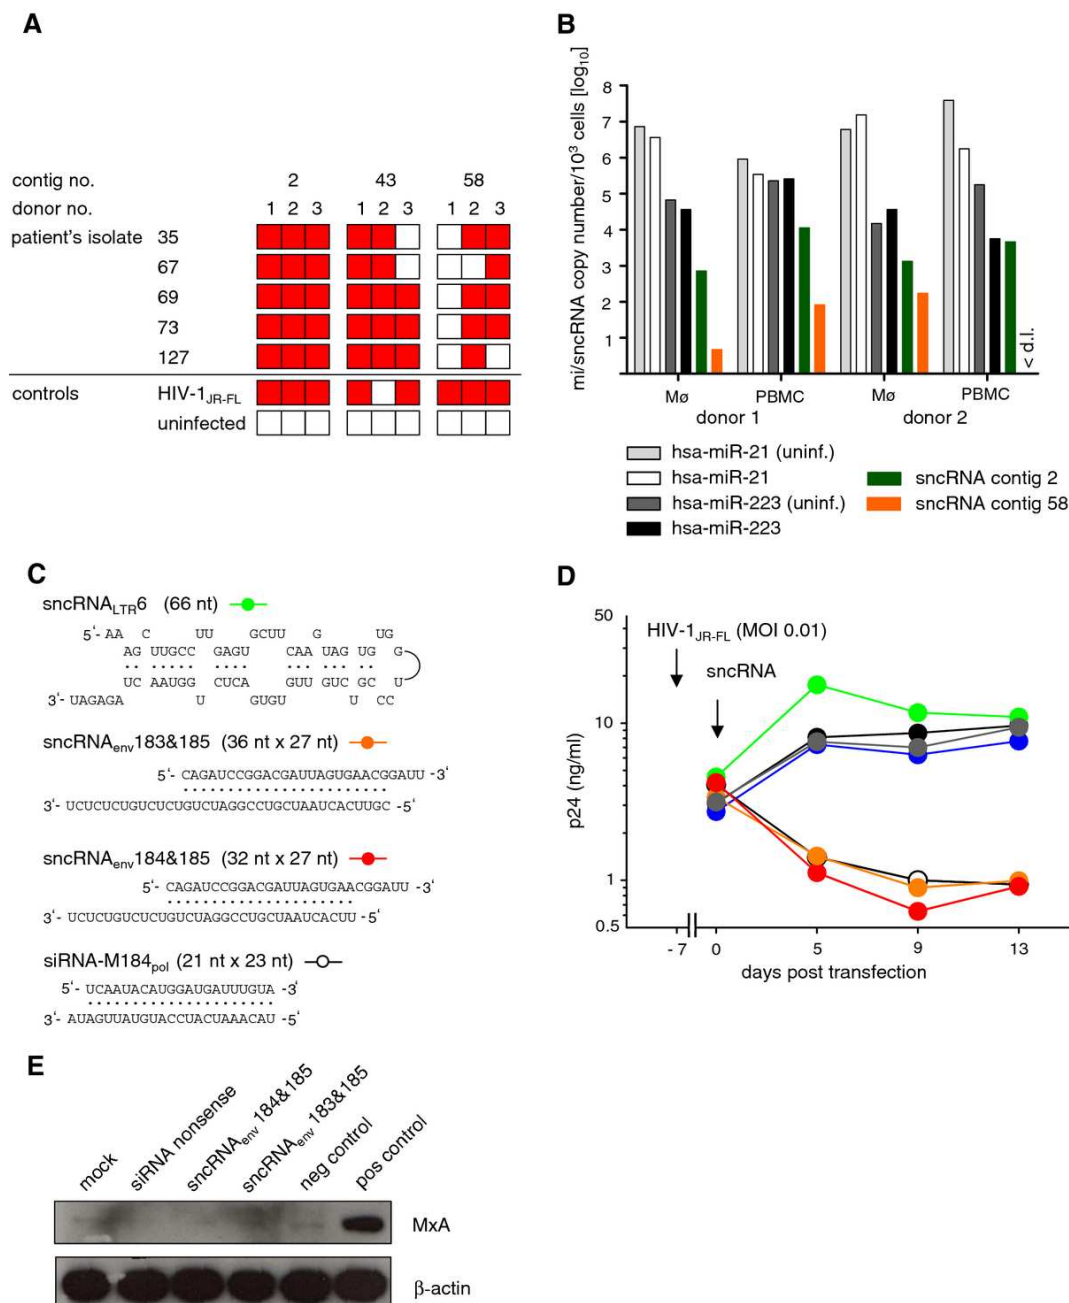 A
contig no. 2 43 58
donor no. 1 2 3 1 2 3 1 2 3
patient's isolate 35
67
69
73
127
controls HIV-1JR-FL
uninfected
B
mi/sncRNA copy number/10³ cells [log₁₀]
8
7
6
5
4
3
2
1
< d.l.
Mø PBMC Mø PBMC
donor 1 donor 2
hsa-miR-21 (uninf.)
hsa-miR-21
hsa-miR-223 (uninf.)
hsa-miR-223
sncRNA contig 2
sncRNA contig 58
C
sncRNALTR6 (66 nt)
5'- AA C UU GCUU G UG
AG UUGCC GAGU CAA UAG UG G
UC AAUGG CUCA GUU GUC GC U
3'- UAGAGA U GUGU U CC
sncRNAenv183&185 (36 nt x 27 nt)
5'- CAGAUCCGGACGAUUAGUGAACGGAUU -3'
3'- UCUCUCUGUCUCUGUCUAGGCCUGCUAAUCACUUGC -5'
sncRNAenv184&185 (32 nt x 27 nt)
5'- CAGAUCCGGACGAUUAGUGAACGGAUU -3'
3'- UCUCUGUCUCUGUCUAGGCCUGCUAAUCACUU -5'
siRNA-M184pol (21 nt x 23 nt)
5'- UCAAUACAUGGAUGAUUUGUA -3'
3'- AUAGUUAUGUACCUACUAAACAU -5'
D
p24 (ng/ml)
50
10
1
0.5
HIV-1JR-FL (MOI 0.01)
sncRNA
- 7 0 5 9 13
days post transfection
E
mock
siRNA nonsense
sncRNAenv 184&185
sncRNAenv 183&185
neg control
pos control
MxA
β-actin